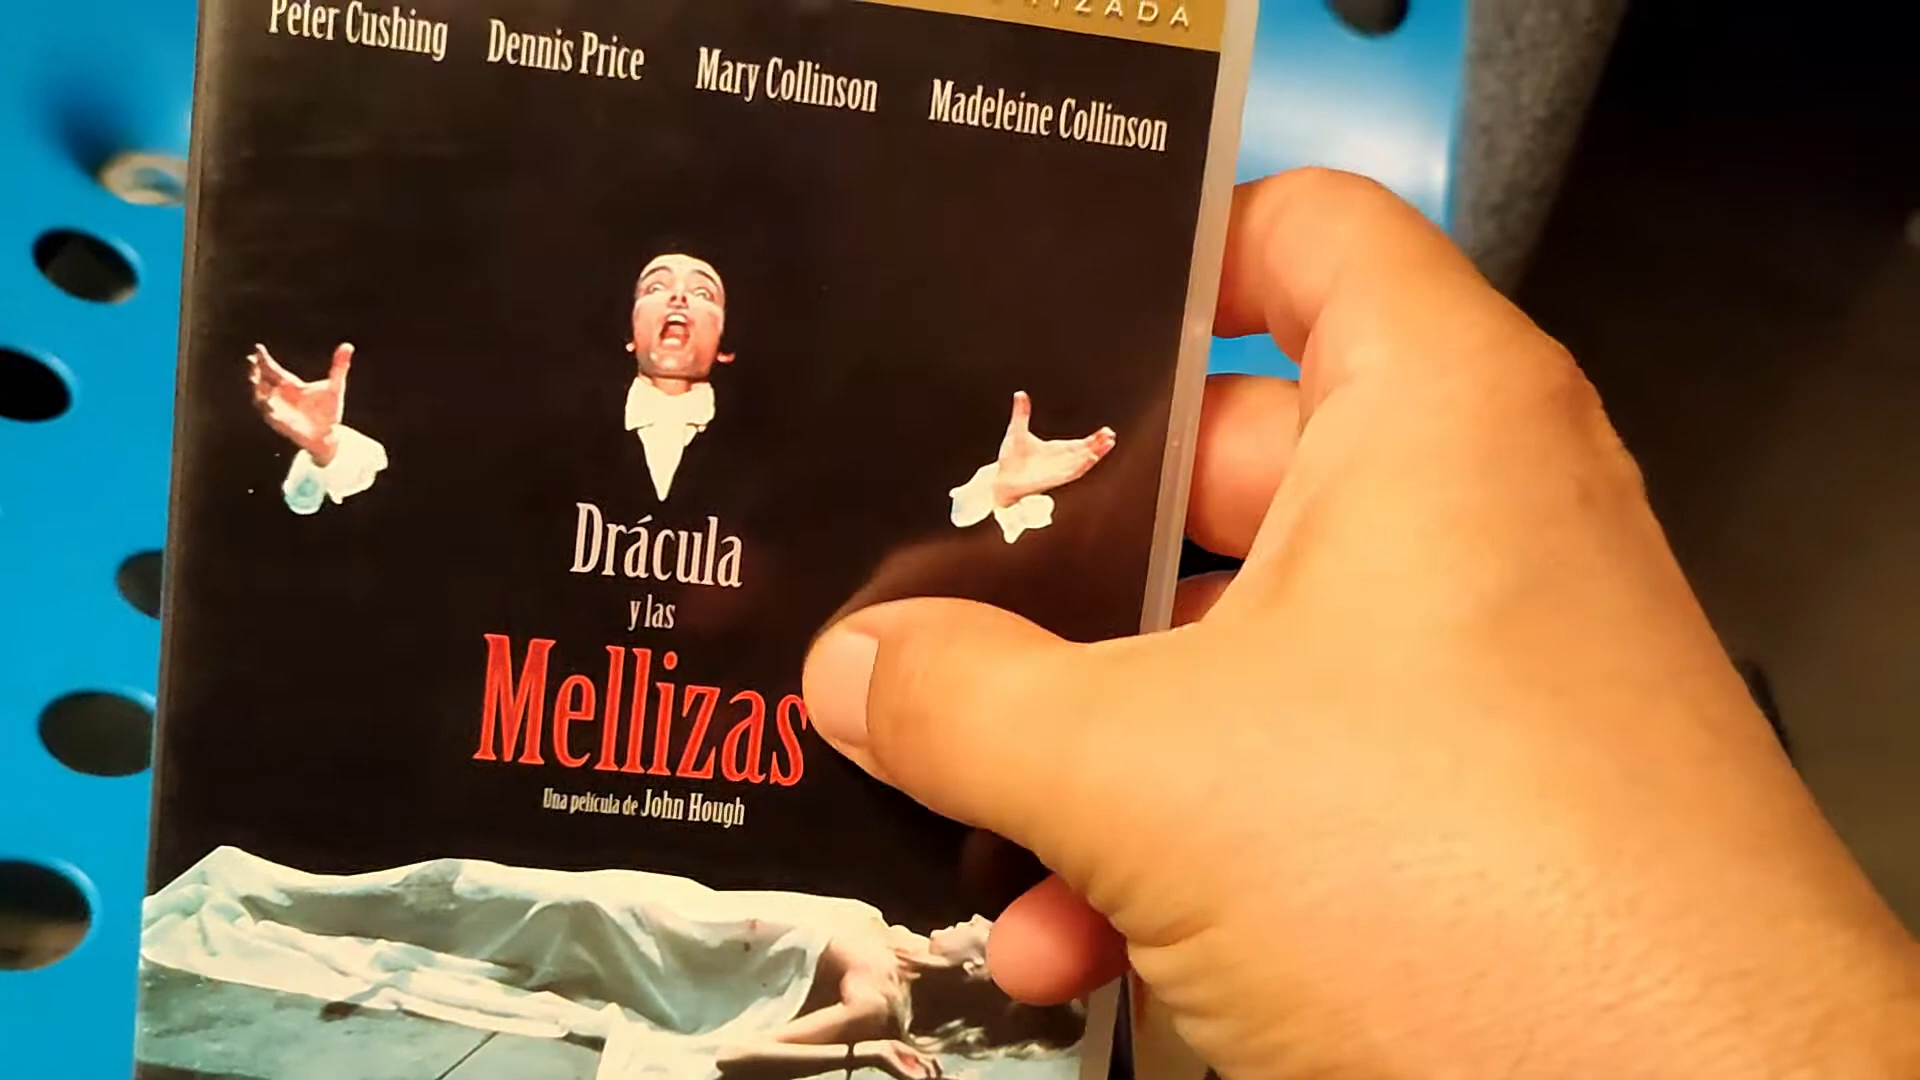 Peter Cushing Dennis Price Mary Collinson Madeleine Collinson
Drácula
y las
Mellizas
Una película de John Hough